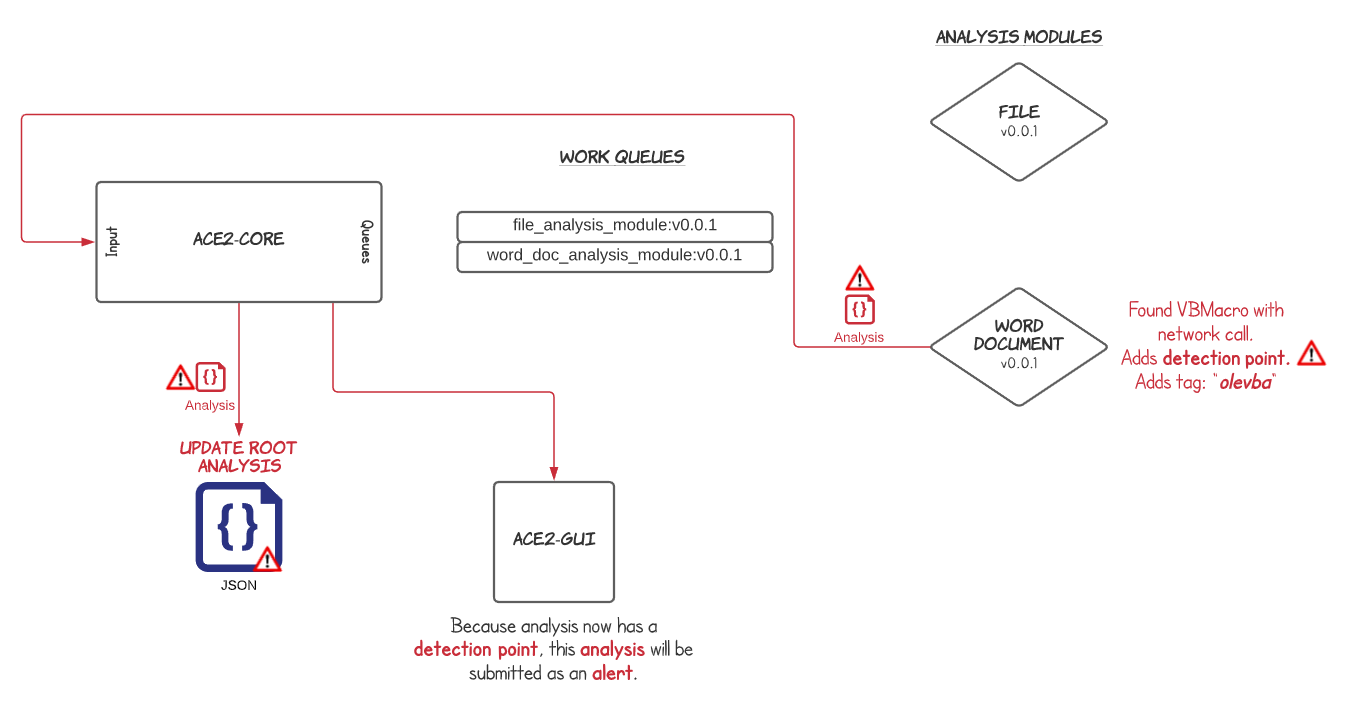 ANALYSIS MODULES
FILE
v0.0.1
WORK QUEUES
file_analysis_module:v0.0.1
word_doc_analysis_module:v0.0.1
Input
ACE2-CORE
Queues
{}
Analysis
WORD
DOCUMENT
v0.0.1
Found VBMacro with
network call.
Adds detection point.
Adds tag: "olevba"
{}
Analysis
UPDATE ROOT
ANALYSIS
{}
JSON
ACE2-GUI
Because analysis now has a
detection point, this analysis will be
submitted as an alert.